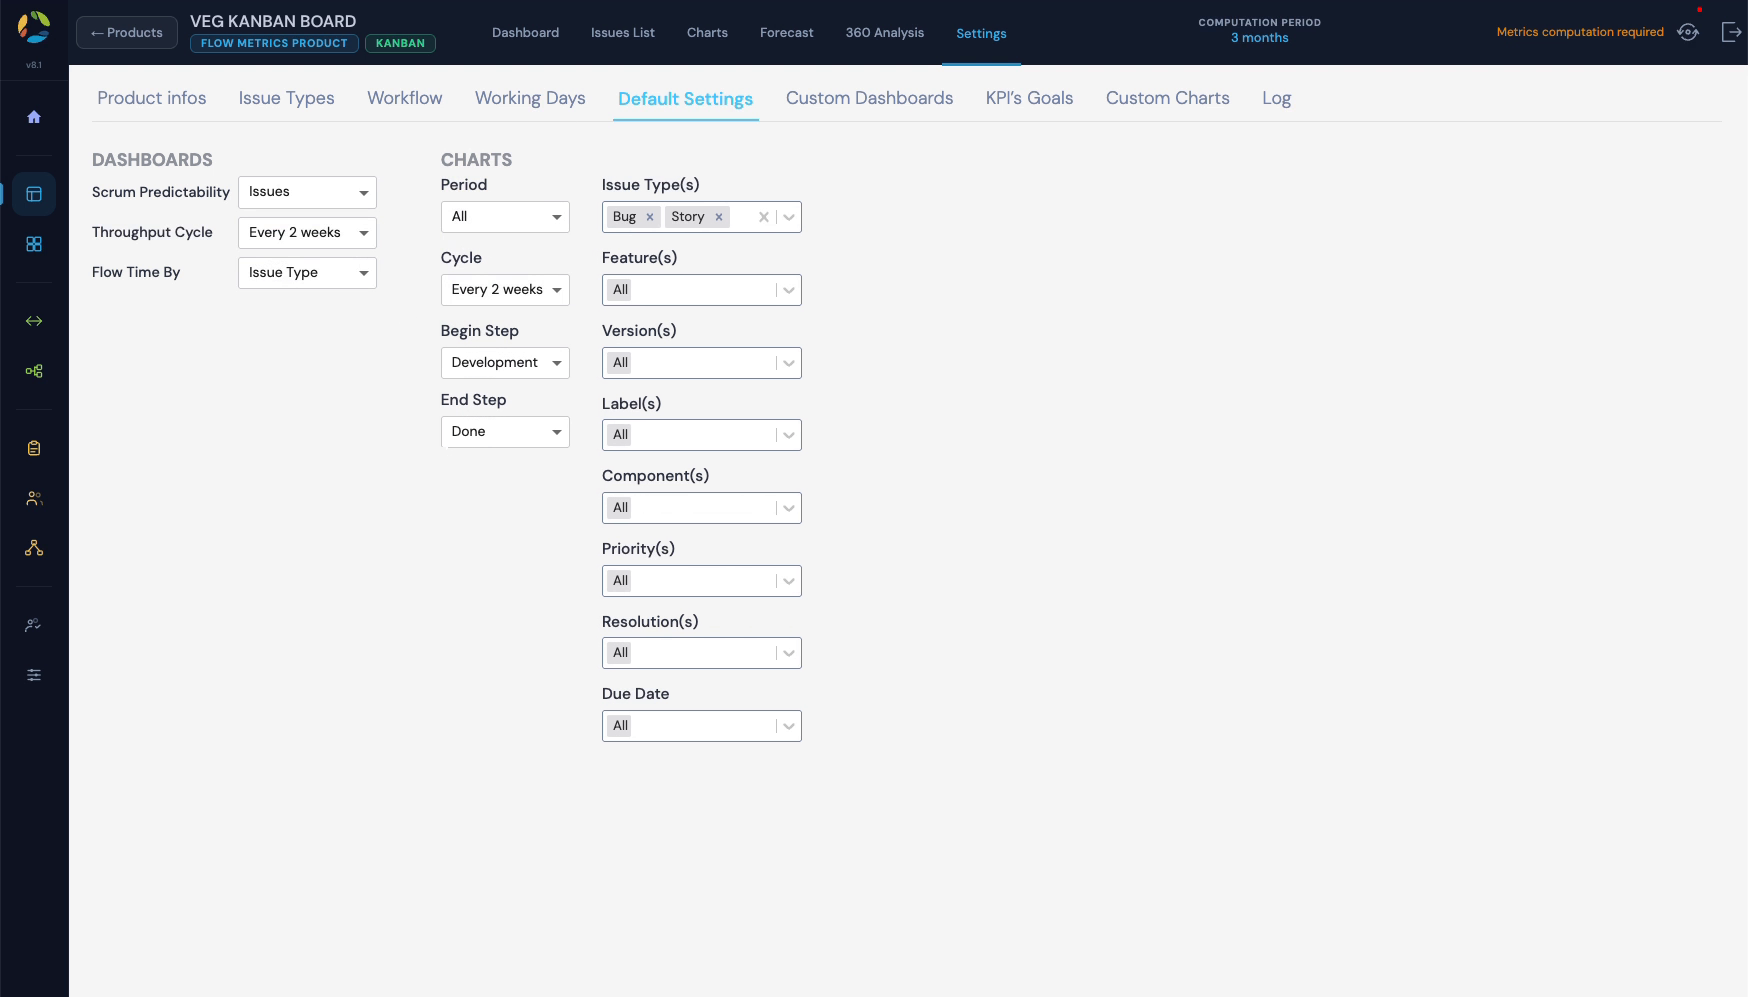 v8.1
← Products
VEG KANBAN BOARD
FLOW METRICS PRODUCT
KANBAN
Dashboard
Issues List
Charts
Forecast
360 Analysis
Settings
COMPUTATION PERIOD
3 months
Metrics computation required
Product infos
Issue Types
Workflow
Working Days
Default Settings
Custom Dashboards
KPI's Goals
Custom Charts
Log
DASHBOARDS
Scrum Predictability
Issues
Throughput Cycle
Every 2 weeks
Flow Time By
Issue Type
CHARTS
Period
All
Cycle
Every 2 weeks
Begin Step
Development
End Step
Done
Issue Type(s)
Bug × Story ×
Feature(s)
All
Version(s)
All
Label(s)
All
Component(s)
All
Priority(s)
All
Resolution(s)
All
Due Date
All